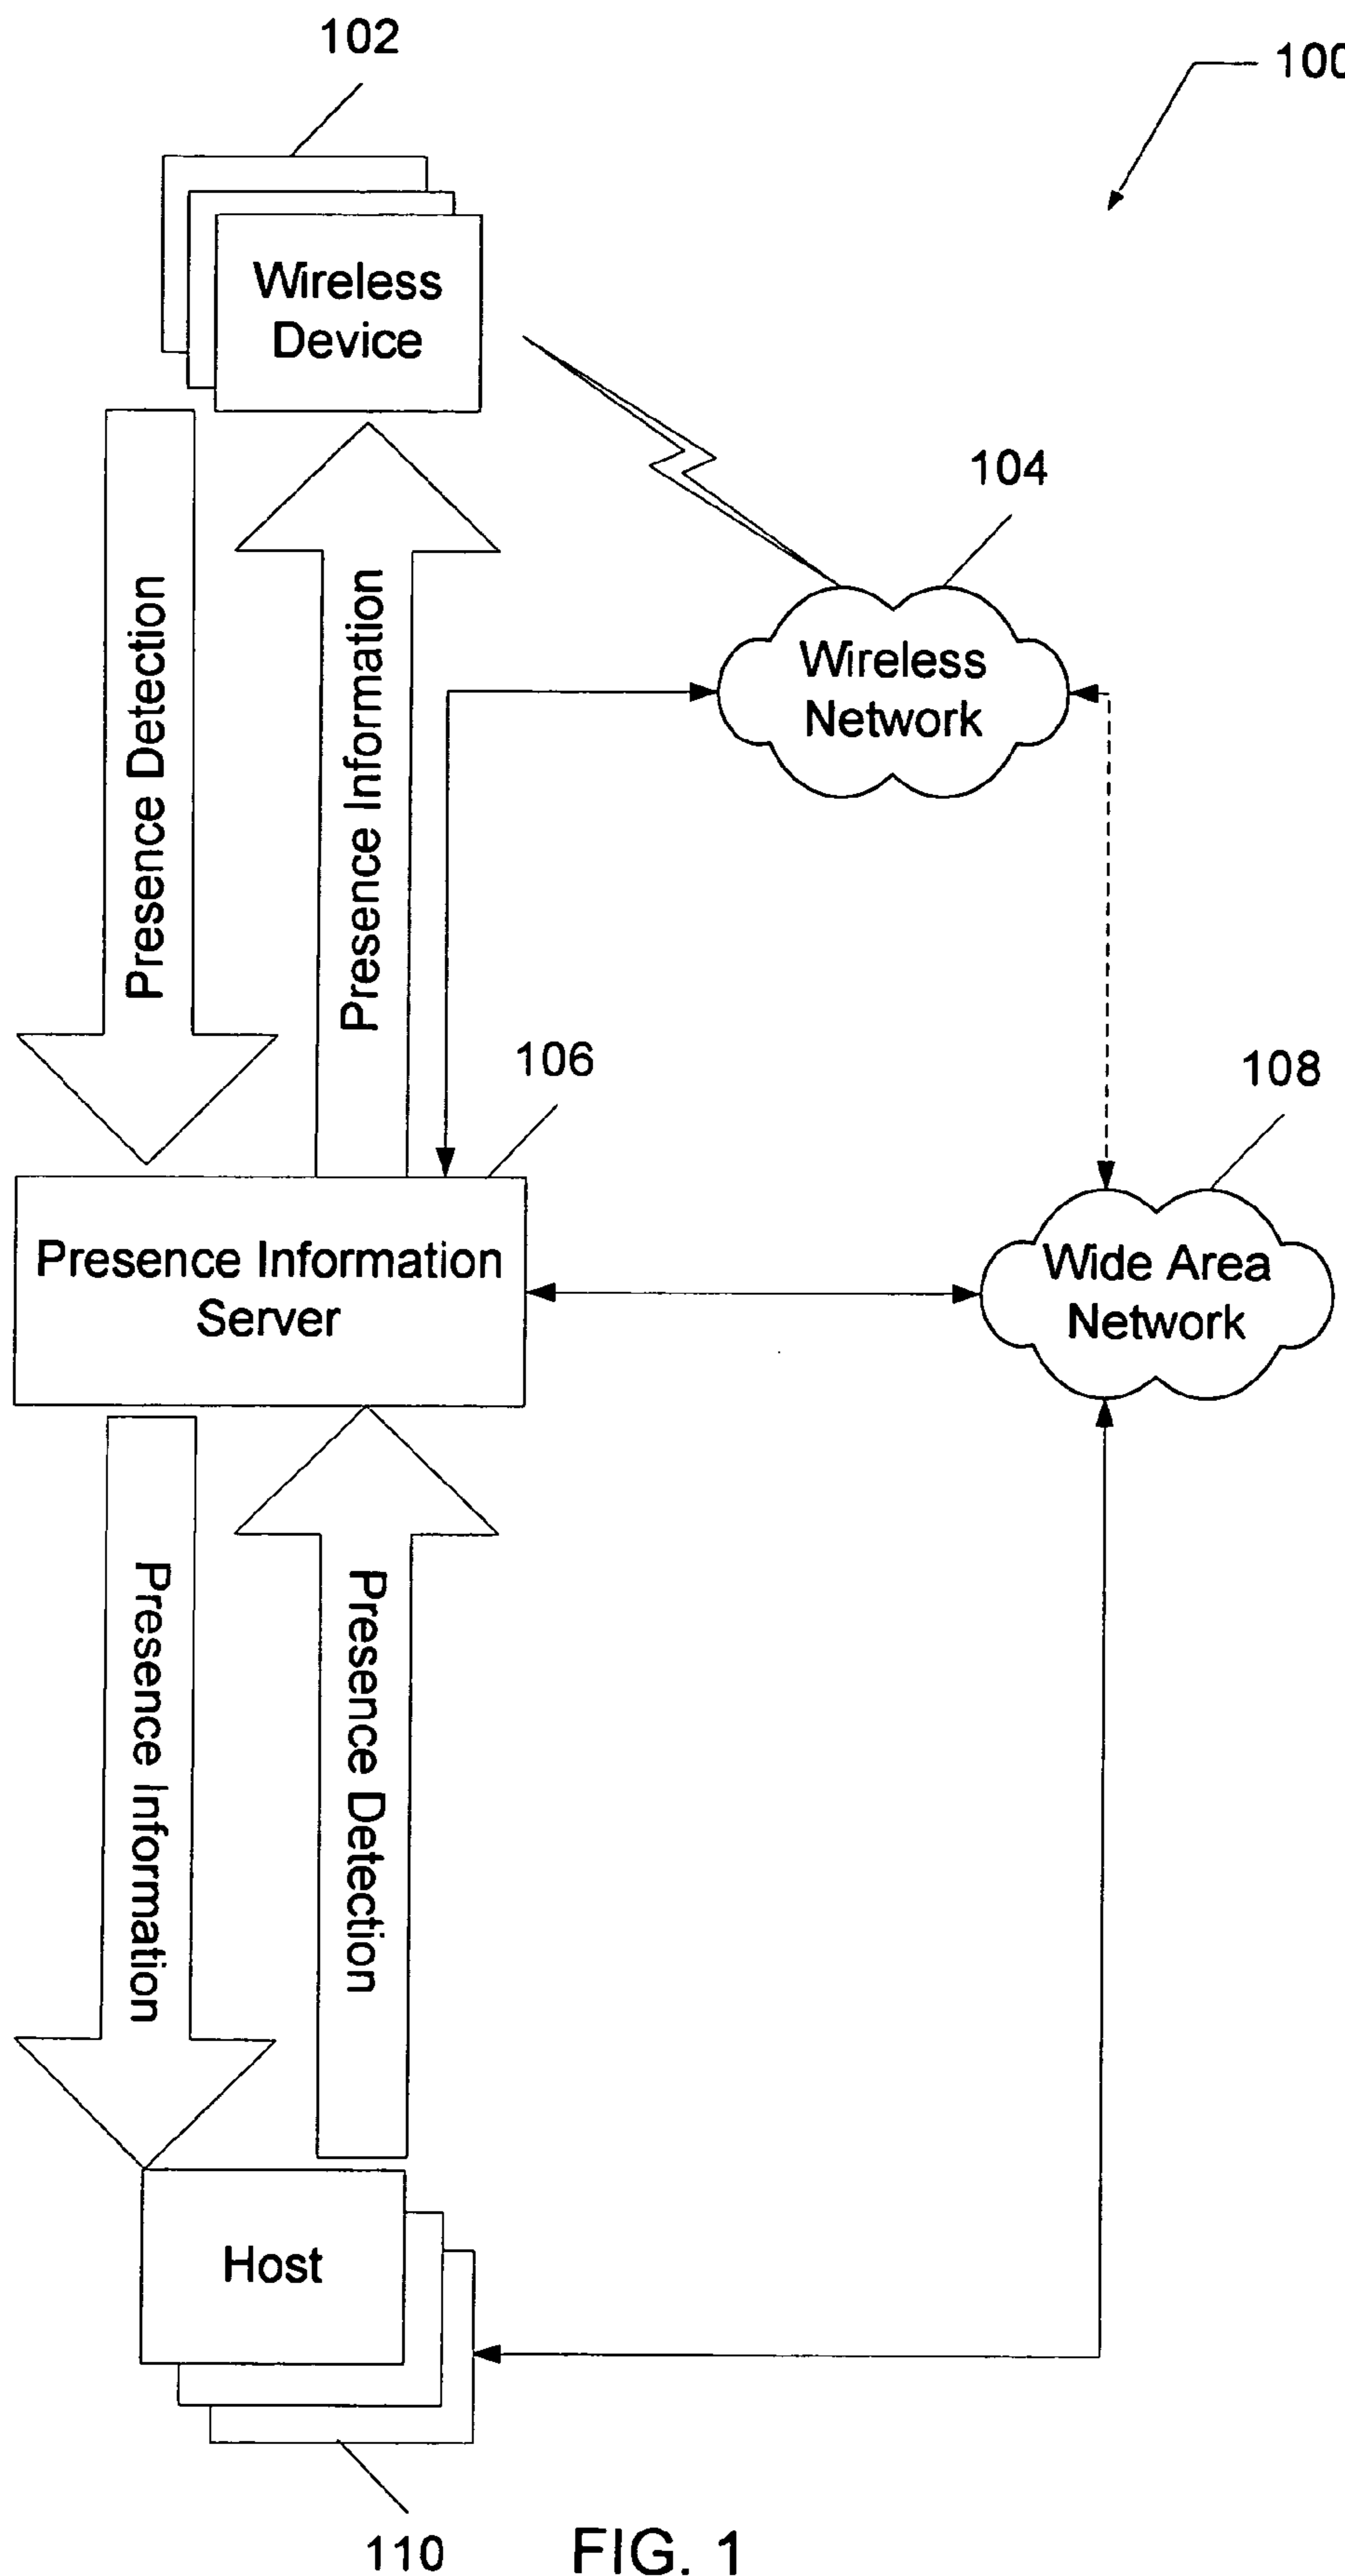 102
100
Wireless
Device
104
Wireless
Network
Presence Detection
Presence Information
106
108
Presence Information
Server
Wide Area
Network
Presence Information
Presence Detection
Host
110
FIG. 1